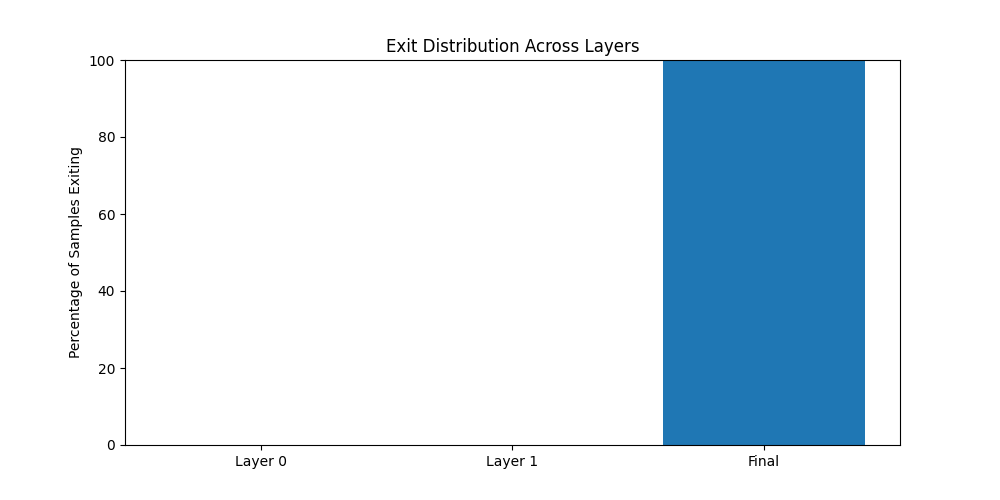 Exit Distribution Across Layers
Percentage of Samples Exiting
100
80
60
40
20
0
Layer 0
Layer 1
Final